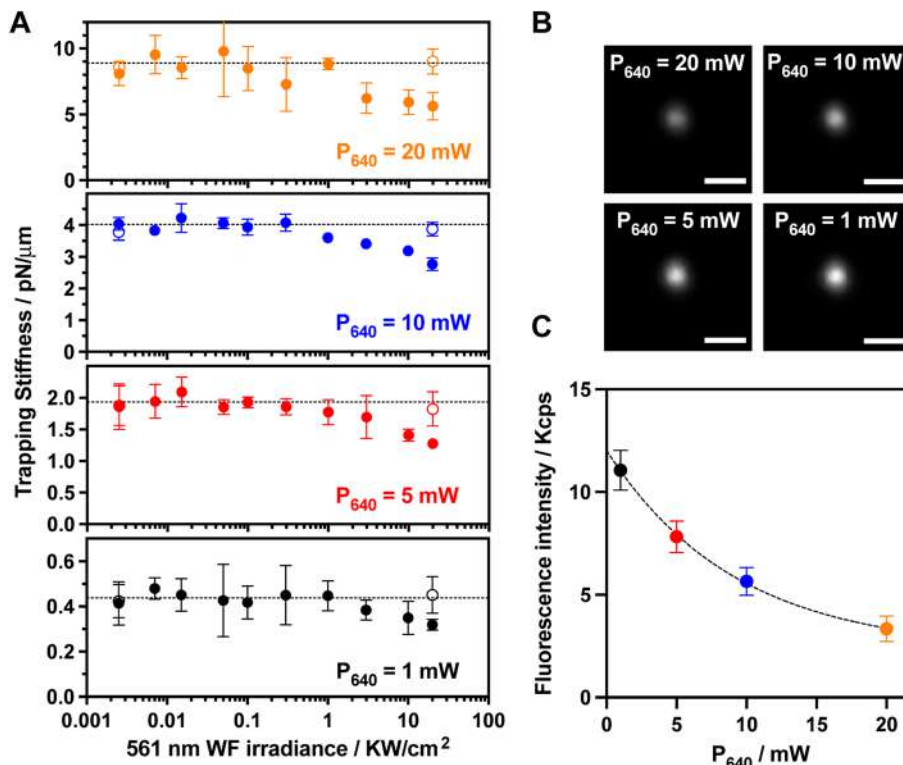 A
Trapping Stiffness / pN/μm
10
5
0
P640 = 20 mW
5
4
3
2
1
0
P640 = 10 mW
2.0
1.5
1.0
0.5
0.0
P640 = 5 mW
0.6
0.4
0.2
0.0
P640 = 1 mW
0.001 0.01 0.1 1 10 100
561 nm WF irradiance / KW/cm2
B
P640 = 20 mW
P640 = 10 mW
P640 = 5 mW
P640 = 1 mW
C
Fluorescence intensity / Kcps
15
10
5
0
0 5 10 15 20
P640 / mW